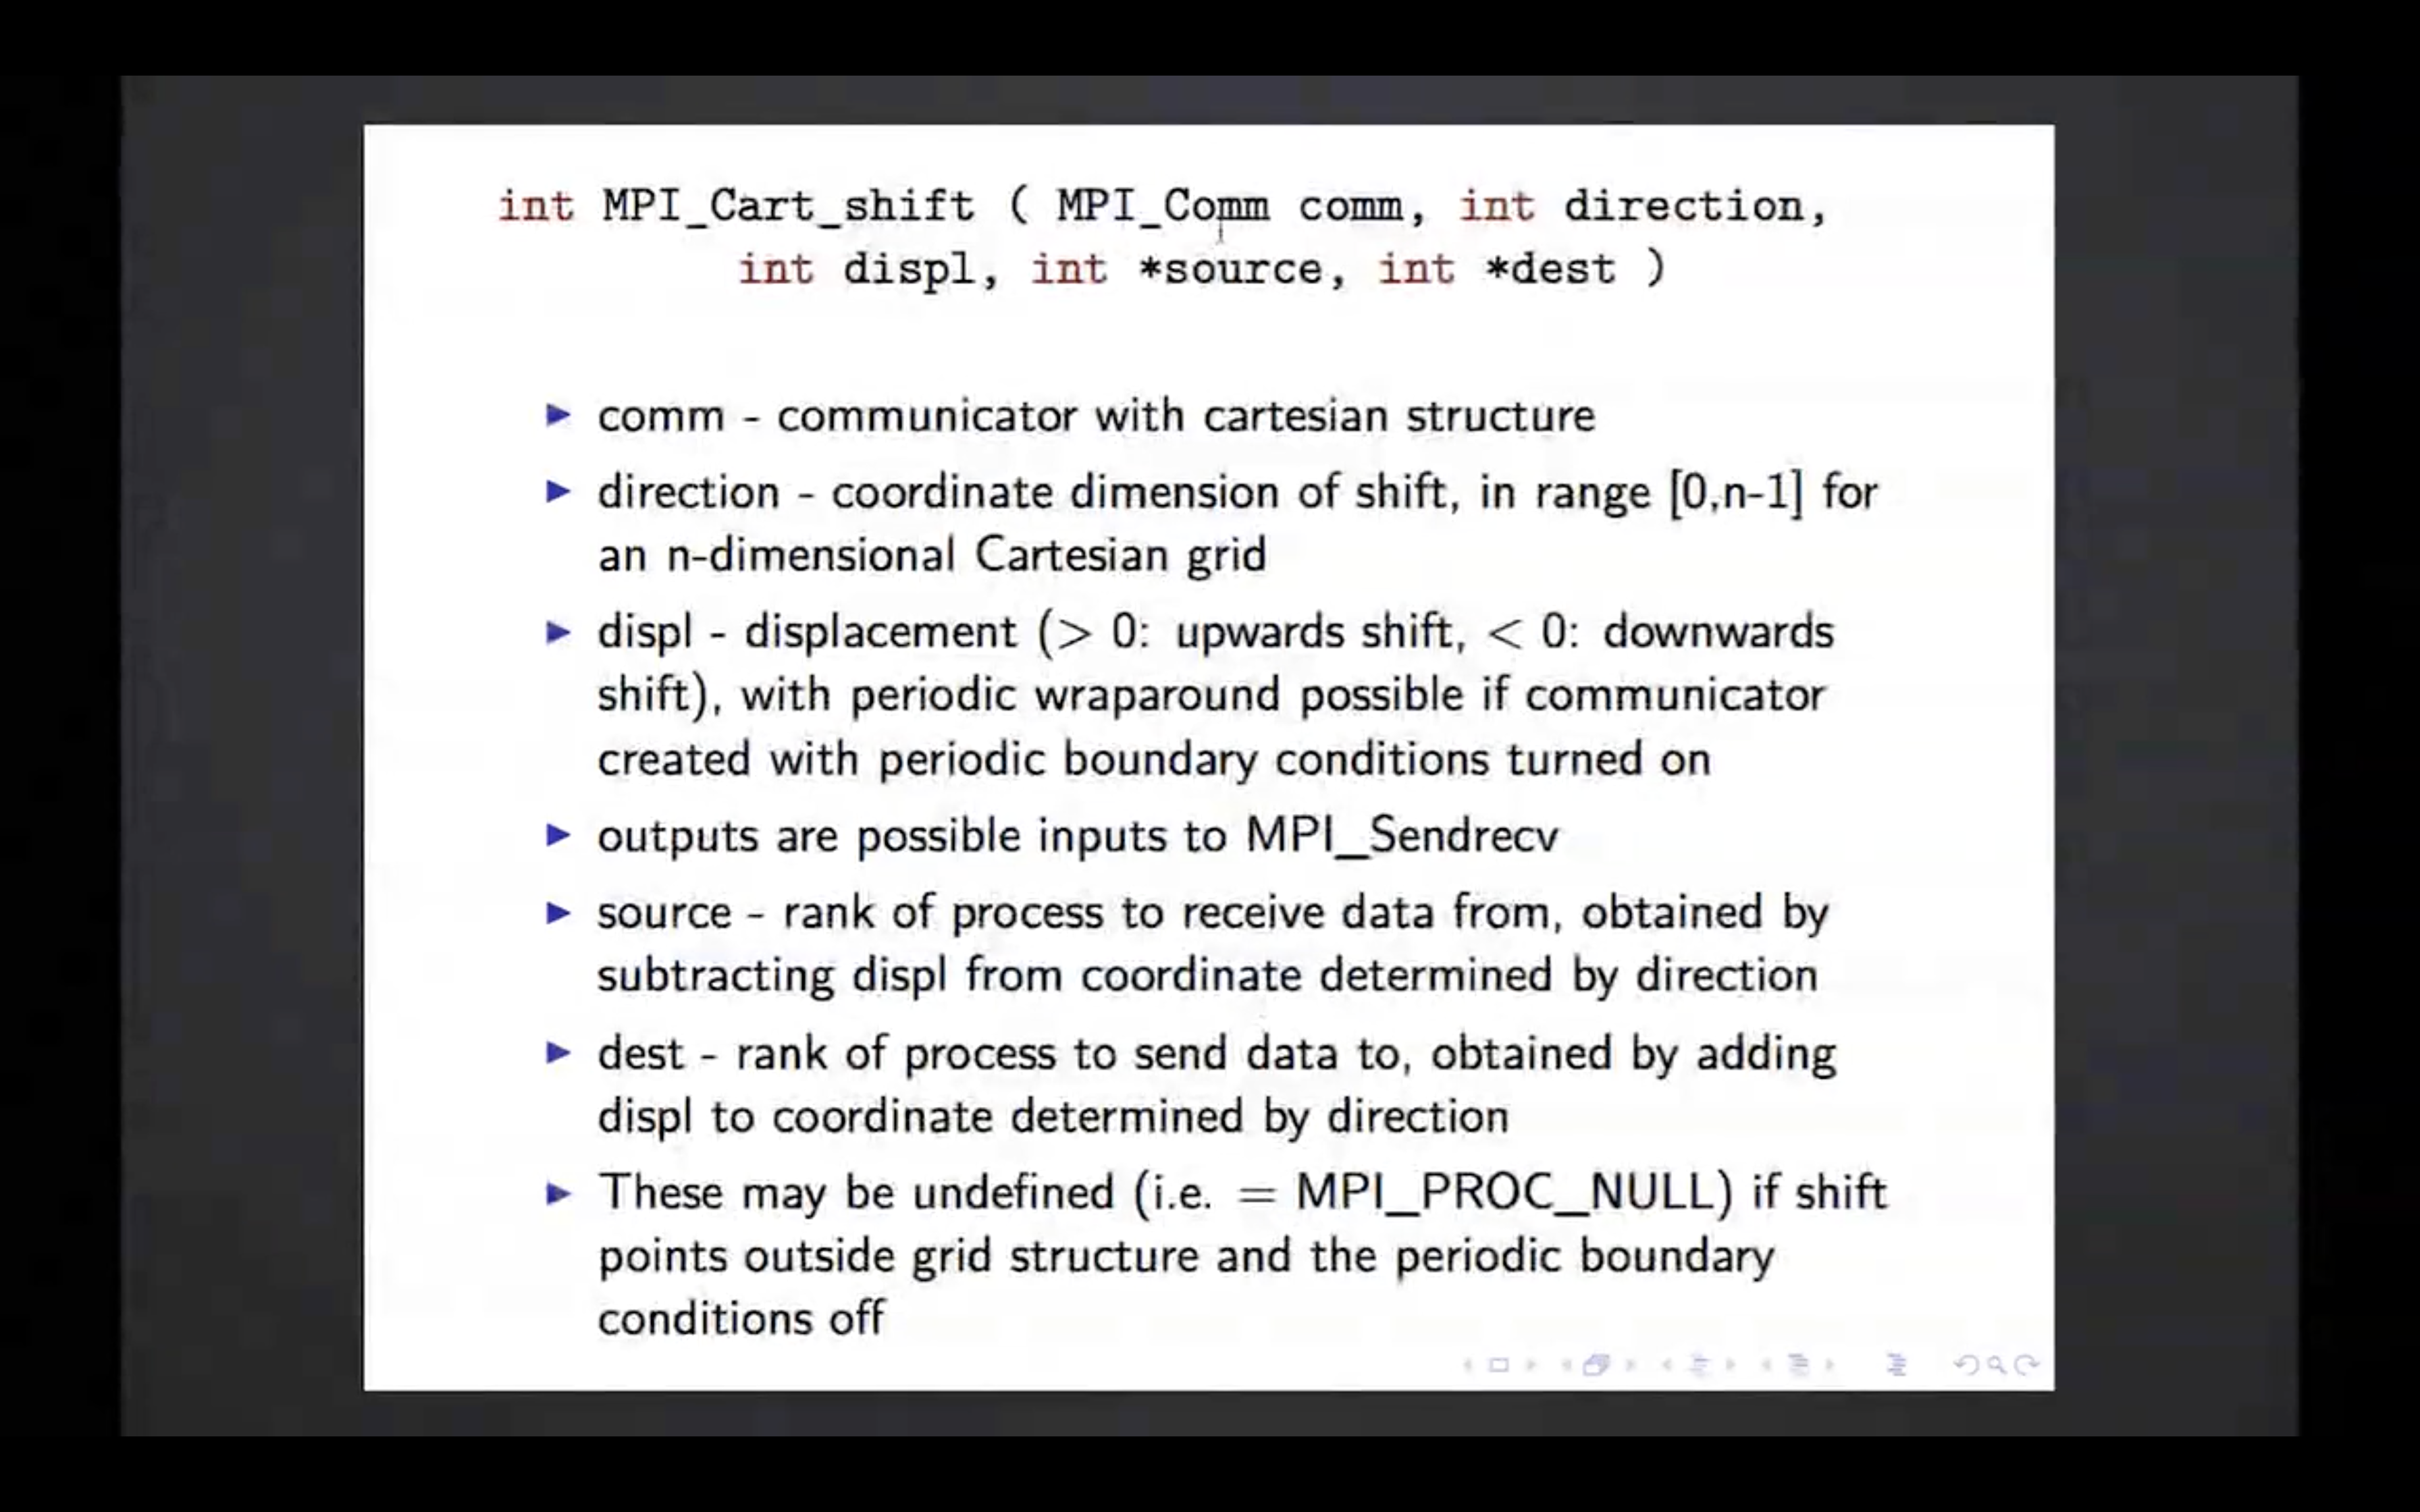 int MPI_Cart_shift ( MPI_Comm comm, int direction,
int displ, int *source, int *dest )
▶ comm - communicator with cartesian structure
▶ direction - coordinate dimension of shift, in range [0,n-1] for
an n-dimensional Cartesian grid
▶ displ - displacement (> 0: upwards shift, < 0: downwards
shift), with periodic wraparound possible if communicator
created with periodic boundary conditions turned on
▶ outputs are possible inputs to MPI_Sendrecv
▶ source - rank of process to receive data from, obtained by
subtracting displ from coordinate determined by direction
▶ dest - rank of process to send data to, obtained by adding
displ to coordinate determined by direction
▶ These may be undefined (i.e. = MPI_PROC_NULL) if shift
points outside grid structure and the periodic boundary
conditions off